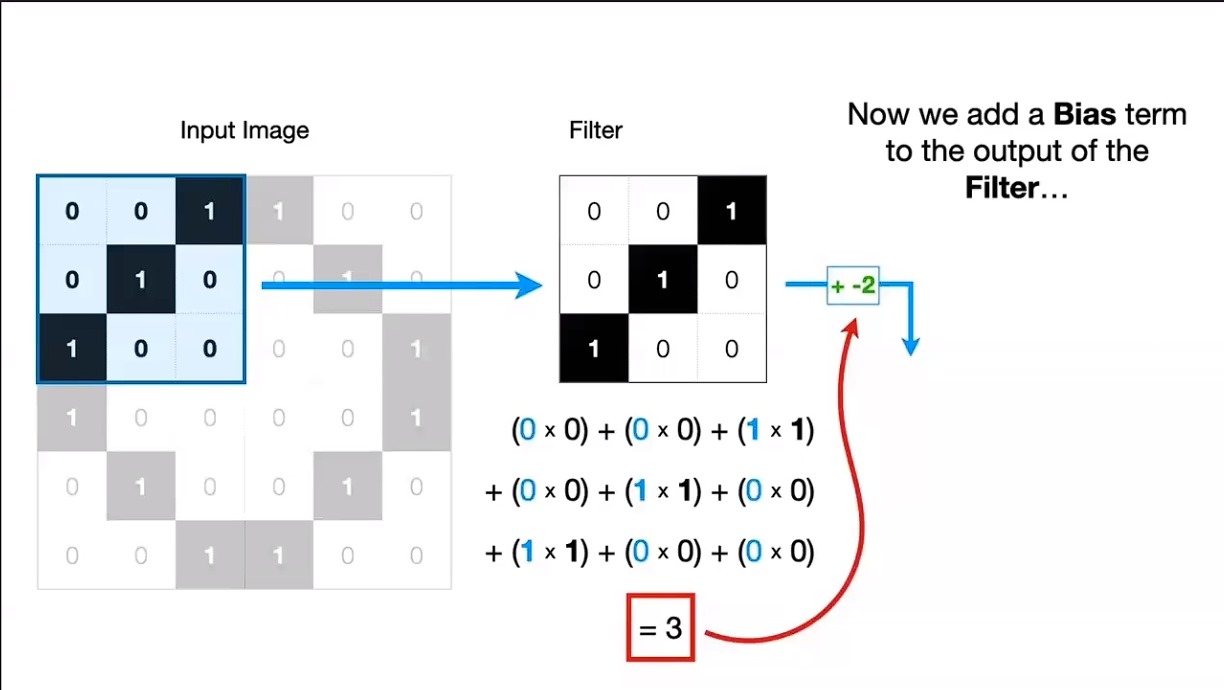 Now we add a Bias term
to the output of the
Filter…
Input Image
Filter
0 0 1 1 0 0
0 1 0 0 1 0
1 0 0 0 0 1
1 0 0 0 0 1
0 1 0 0 1 0
0 0 1 1 0 0
0 0 1
0 1 0
1 0 0
+ -2
(0 × 0) + (0 × 0) + (1 × 1)
+ (0 × 0) + (1 × 1) + (0 × 0)
+ (1 × 1) + (0 × 0) + (0 × 0)
= 3